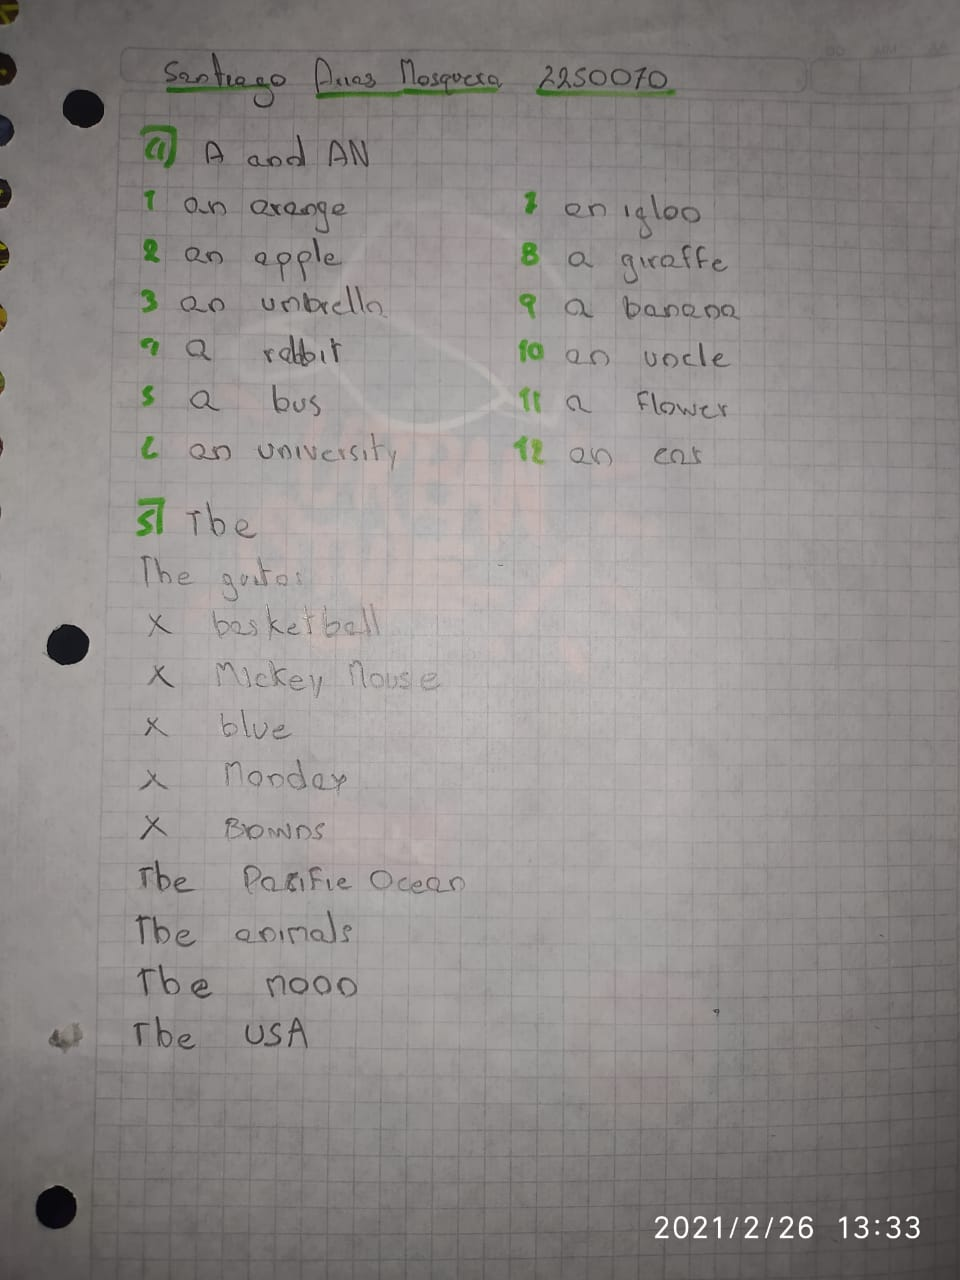 Santiago Arias Mosquera 2250070
a) A and AN
1 an orange
2 an apple
3 an umbrella
4 a rabbit
5 a bus
6 an university
7 an igloo
8 a giraffe
9 a banana
10 an uncle
11 a flower
12 an ear
5) The
The guitar
X basketball
X Mickey Mouse
X blue
X Monday
X
The Pacific Ocean
The animals
The moon
The USA
2021/2/26 13:33